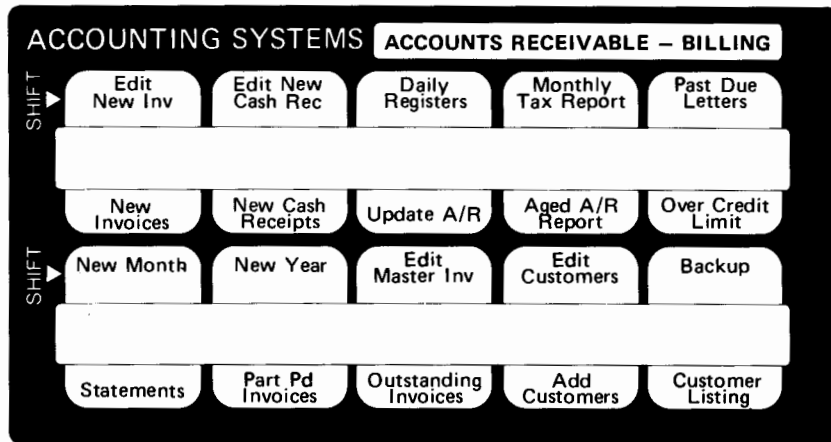 ACCOUNTING SYSTEMS ACCOUNTS RECEIVABLE – BILLING
SHIFT
Edit
New Inv
Edit New
Cash Rec
Daily
Registers
Monthly
Tax Report
Past Due
Letters
New
Invoices
New Cash
Receipts
Update A/R
Aged A/R
Report
Over Credit
Limit
SHIFT
New Month
New Year
Edit
Master Inv
Edit
Customers
Backup
Statements
Part Pd
Invoices
Outstanding
Invoices
Add
Customers
Customer
Listing